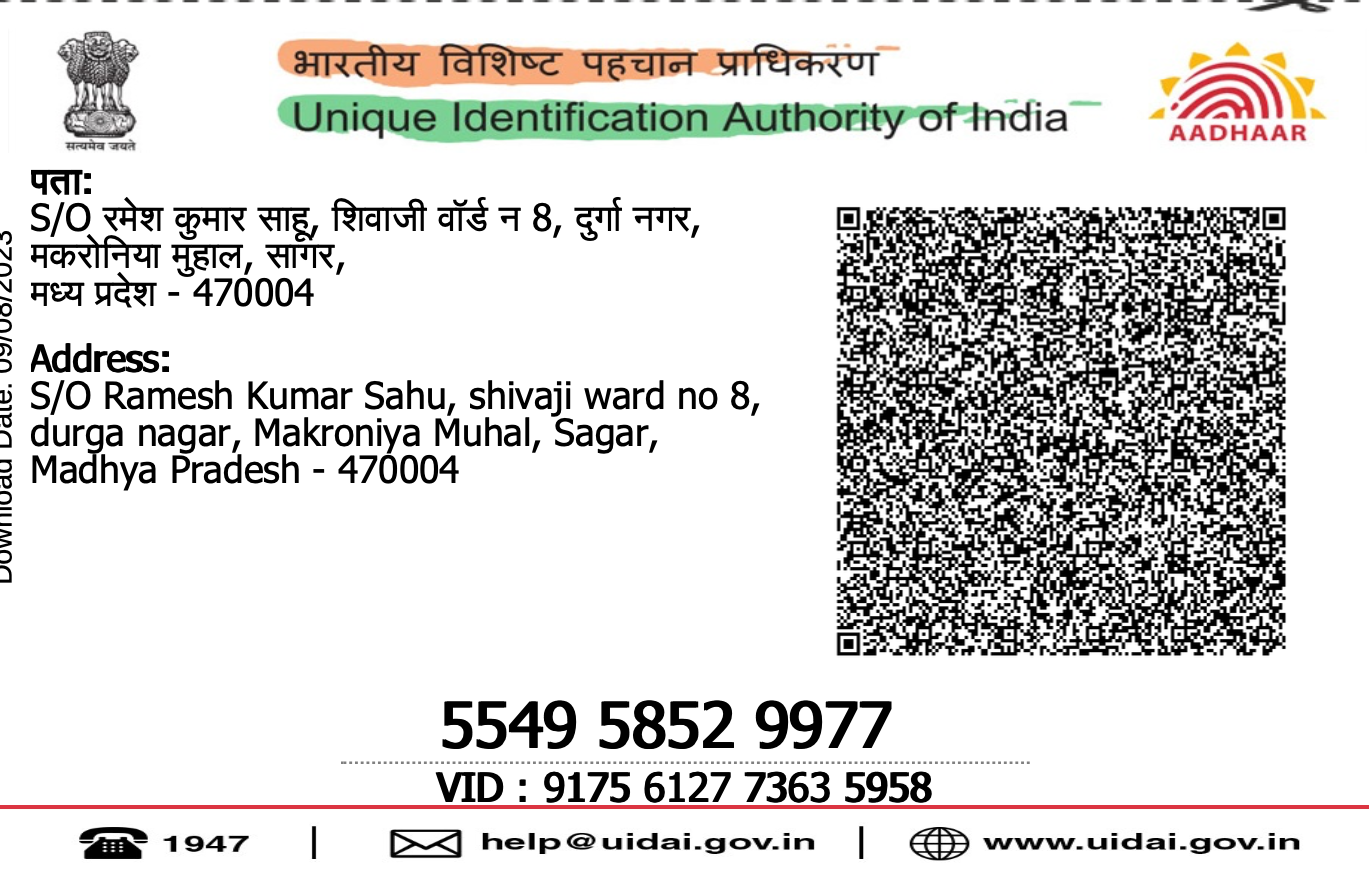 सत्यमेव जयते
भारतीय विशिष्ट पहचान प्राधिकरण
Unique Identification Authority of India
AADHAAR
पता:
S/O रमेश कुमार साहू, शिवाजी वॉर्ड न 8, दुर्गा नगर,
मकरोनिया मुहाल, सागर,
मध्य प्रदेश - 470004
Download Date: 09/08/2023
Address:
S/O Ramesh Kumar Sahu, shivaji ward no 8,
durga nagar, Makroniya Muhal, Sagar,
Madhya Pradesh - 470004
5549 5852 9977
VID : 9175 6127 7363 5958
1947 | help@uidai.gov.in | www.uidai.gov.in